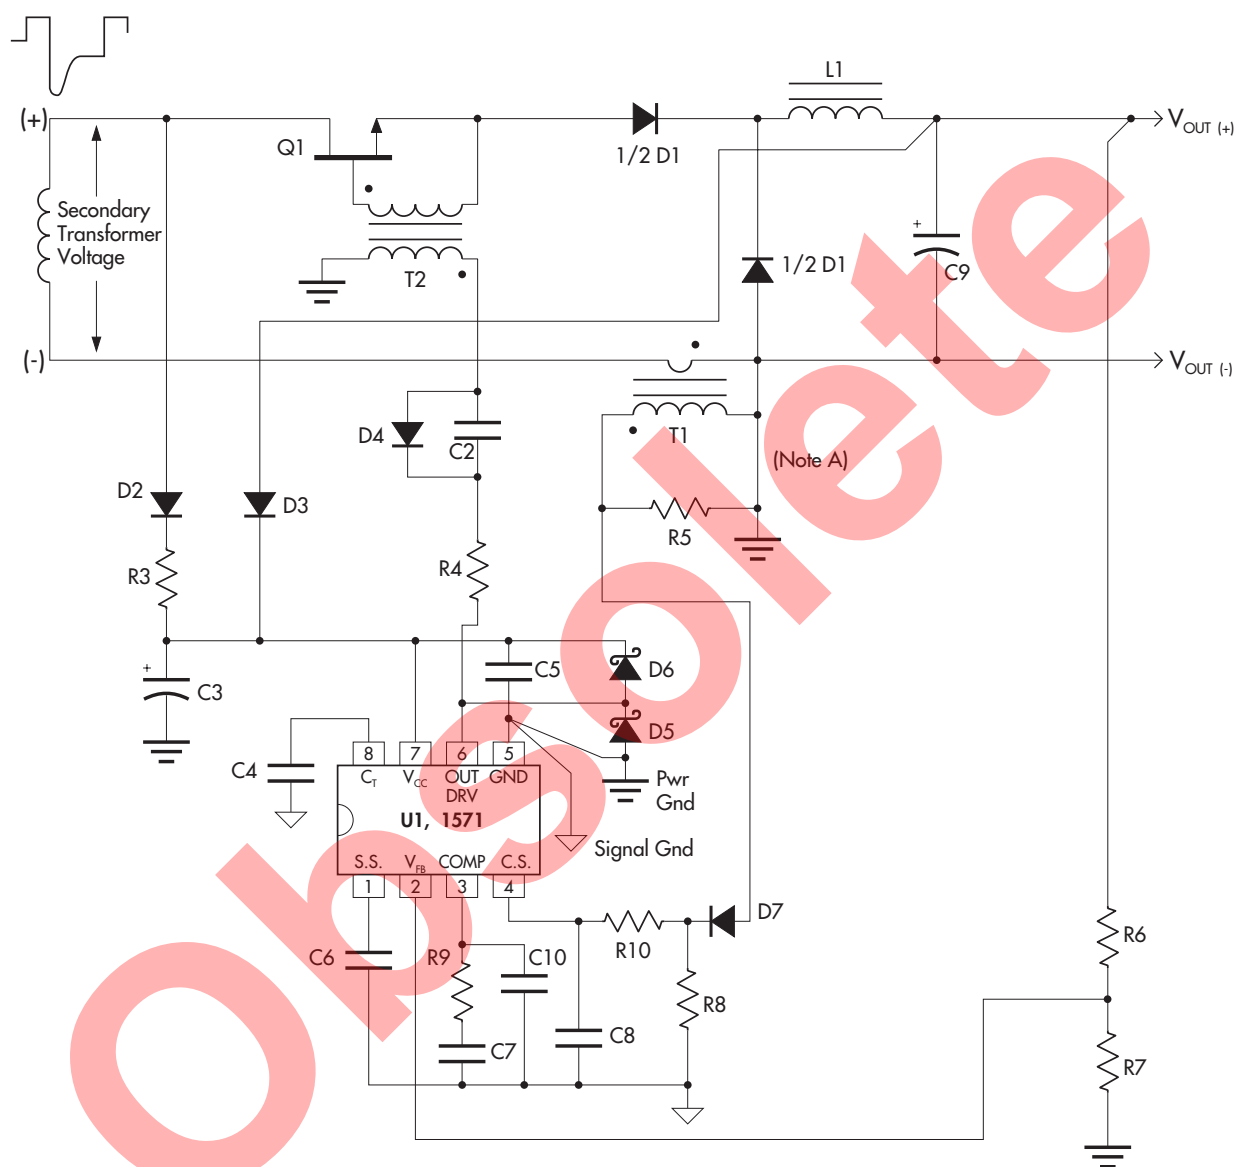 L1
(+)
V OUT (+)
Q1
1/2 D1
Secondary
Transformer
Voltage
+
T2
1/2 D1
C9
(-)
V OUT (-)
D4
C2
T1
(Note A)
D2
D3
R5
R3
R4
+
C3
C5
D6
D5
C4
8
7
6
5
CT
VCC
OUT
DRV
GND
Pwr
Gnd
U1, 1571
Signal Gnd
S.S.
VFB
COMP
C.S.
1
2
3
4
D7
R10
R6
C6
R9
C10
R8
C8
C7
R7
Obsolete